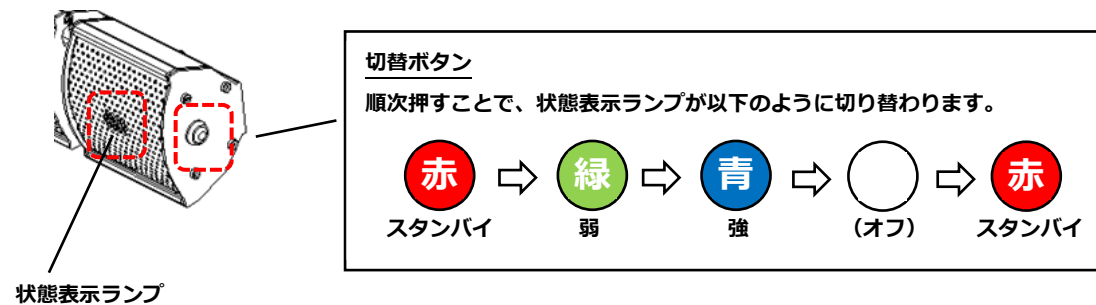 切替ボタン
順次押すことで、状態表示ランプが以下のように切り替わります。
赤 緑 青 赤
スタンバイ 弱 強 (オフ) スタンバイ
状態表示ランプ